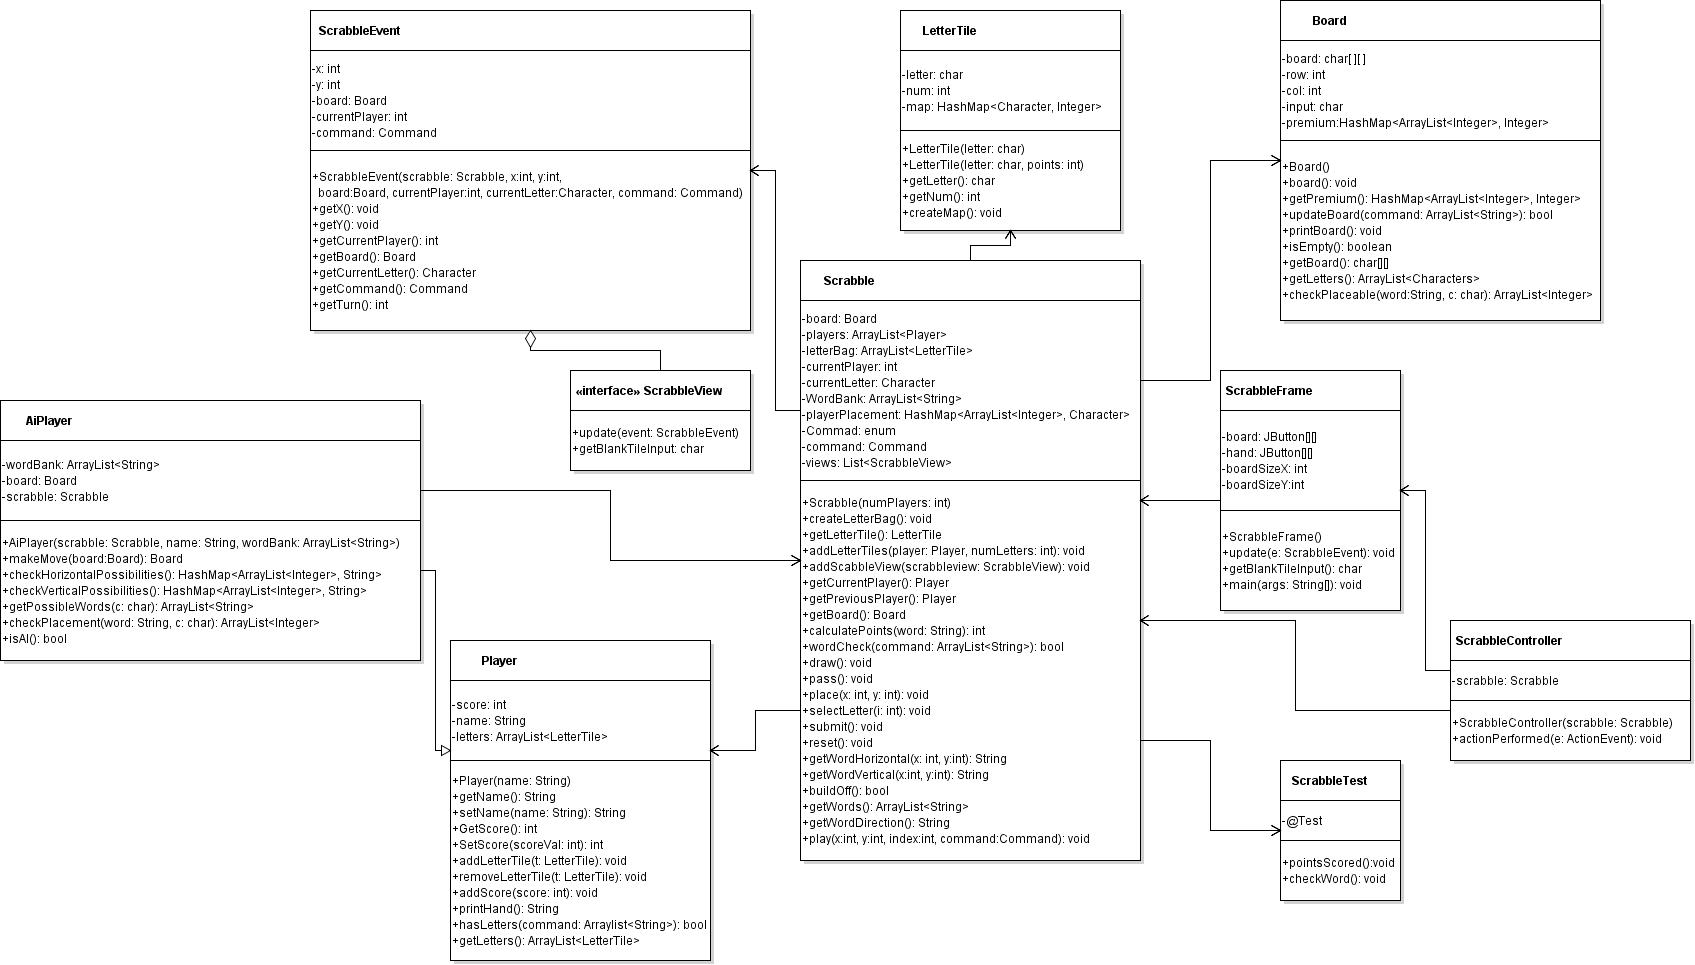 ScrabbleEvent
-x: int
-y: int
-board: Board
-currentPlayer: int
-command: Command
+ScrabbleEvent(scrabble: Scrabble, x:int, y:int,
board:Board, currentPlayer:int, currentLetter:Character, command: Command)
+getX(): void
+getY(): void
+getCurrentPlayer(): int
+getBoard(): Board
+getCurrentLetter(): Character
+getCommand(): Command
+getTurn(): int
LetterTile
-letter: char
-num: int
-map: HashMap<Character, Integer>
+LetterTile(letter: char)
+LetterTile(letter: char, points: int)
+getLetter(): char
+getNum(): int
+createMap(): void
Board
-board: char[][]
-row: int
-col: int
-input: char
-premium:HashMap<ArrayList<Integer>, Integer>
+Board()
+board(): void
+getPremium(): HashMap<ArrayList<Integer>, Integer>
+updateBoard(command: ArrayList<String>): bool
+printBoard(): void
+isEmpty(): boolean
+getBoard(): char[][]
+getLetters(): ArrayList<Characters>
+checkPlaceable(word:String, c: char): ArrayList<Integer>
«interface» ScrabbleView
+update(event: ScrabbleEvent)
+getBlankTileInput: char
AiPlayer
-wordBank: ArrayList<String>
-board: Board
-scrabble: Scrabble
+AiPlayer(scrabble: Scrabble, name: String, wordBank: ArrayList<String>)
+makeMove(board:Board): Board
+checkHorizontalPossibilities(): HashMap<ArrayList<Integer>, String>
+checkVerticalPossibilities(): HashMap<ArrayList<Integer>, String>
+getPossibleWords(c: char): ArrayList<String>
+checkPlacement(word: String, c: char): ArrayList<Integer>
+isAI(): bool
Player
-score: int
-name: String
-letters: ArrayList<LetterTile>
+Player(name: String)
+getName(): String
+setName(name: String): String
+GetScore(): int
+SetScore(scoreVal: int): int
+addLetterTile(t: LetterTile): void
+removeLetterTile(t: LetterTile): void
+addScore(score: int): void
+printHand(): String
+hasLetters(command: Arraylist<String>): bool
+getLetters(): ArrayList<LetterTile>
Scrabble
-board: Board
-players: ArrayList<Player>
-letterBag: ArrayList<LetterTile>
-currentPlayer: int
-currentLetter: Character
-WordBank: ArrayList<String>
-playerPlacement: HashMap<ArrayList<Integer>, Character>
-Commad: enum
-command: Command
-views: List<ScrabbleView>
+Scrabble(numPlayers: int)
+createLetterBag(): void
+getLetterTile(): LetterTile
+addLetterTiles(player: Player, numLetters: int): void
+addScabbleView(scrabbleview: ScrabbleView): void
+getCurrentPlayer(): Player
+getPreviousPlayer(): Player
+getBoard(): Board
+calculatePoints(word: String): int
+wordCheck(command: ArrayList<String>): bool
+draw(): void
+pass(): void
+place(x: int, y: int): void
+selectLetter(i: int): void
+submit(): void
+reset(): void
+getWordHorizontal(x: int, y:int): String
+getWordVertical(x:int, y:int): String
+buildOff(): bool
+getWords(): ArrayList<String>
+getWordDirection(): String
+play(x:int, y:int, index:int, command:Command): void
ScrabbleFrame
-board: JButton[][]
-hand: JButton[][]
-boardSizeX: int
-boardSizeY:int
+ScrabbleFrame()
+update(e: ScrabbleEvent): void
+getBlankTileInput(): char
+main(args: String[]): void
ScrabbleController
-scrabble: Scrabble
+ScrabbleController(scrabble: Scrabble)
+actionPerformed(e: ActionEvent): void
ScrabbleTest
-@Test
+pointsScored():void
+checkWord(): void